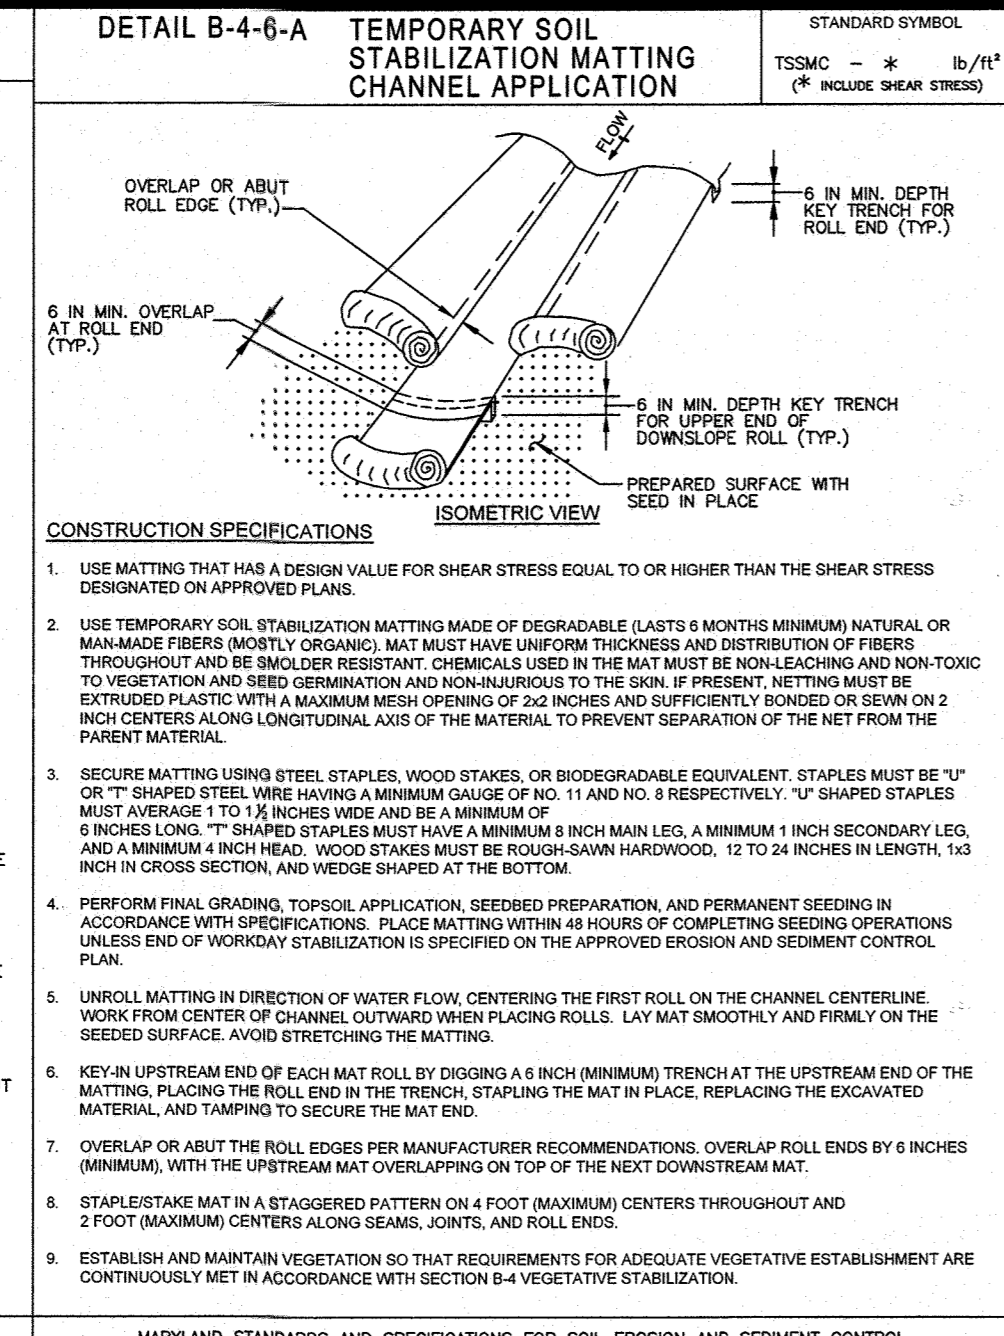 DETAIL B-4-6-A
TEMPORARY SOIL
STABILIZATION MATTING
CHANNEL APPLICATION
STANDARD SYMBOL
TSSMC - * lb/ft²
(* INCLUDE SHEAR STRESS)
FLOW
OVERLAP OR ABUT
ROLL EDGE (TYP.)
6 IN MIN. DEPTH
KEY TRENCH FOR
ROLL END (TYP.)
6 IN MIN. OVERLAP
AT ROLL END
(TYP.)
6 IN MIN. DEPTH KEY TRENCH
FOR UPPER END OF
DOWNSLOPE ROLL (TYP.)
PREPARED SURFACE WITH
SEED IN PLACE
ISOMETRIC VIEW
CONSTRUCTION SPECIFICATIONS
1. USE MATTING THAT HAS A DESIGN VALUE FOR SHEAR STRESS EQUAL TO OR HIGHER THAN THE SHEAR STRESS
DESIGNATED ON APPROVED PLANS.
2. USE TEMPORARY SOIL STABILIZATION MATTING MADE OF DEGRADABLE (LASTS 6 MONTHS MINIMUM) NATURAL OR
MAN-MADE FIBERS (MOSTLY ORGANIC). MAT MUST HAVE UNIFORM THICKNESS AND DISTRIBUTION OF FIBERS
THROUGHOUT AND BE SMOLDER RESISTANT. CHEMICALS USED IN THE MAT MUST BE NON-LEACHING AND NON-TOXIC
TO VEGETATION AND SEED GERMINATION AND NON-INJURIOUS TO THE SKIN. IF PRESENT, NETTING MUST BE
EXTRUDED PLASTIC WITH A MAXIMUM MESH OPENING OF 2x2 INCHES AND SUFFICIENTLY BONDED OR SEWN ON 2
INCH CENTERS ALONG LONGITUDINAL AXIS OF THE MATERIAL TO PREVENT SEPARATION OF THE NET FROM THE
PARENT MATERIAL.
3. SECURE MATTING USING STEEL STAPLES, WOOD STAKES, OR BIODEGRADABLE EQUIVALENT. STAPLES MUST BE "U"
OR "T" SHAPED STEEL WIRE HAVING A MINIMUM GAUGE OF NO. 11 AND NO. 8 RESPECTIVELY. "U" SHAPED STAPLES
MUST AVERAGE 1 TO 1 ½ INCHES WIDE AND BE A MINIMUM OF
6 INCHES LONG. "T" SHAPED STAPLES MUST HAVE A MINIMUM 8 INCH MAIN LEG, A MINIMUM 1 INCH SECONDARY LEG,
AND A MINIMUM 4 INCH HEAD. WOOD STAKES MUST BE ROUGH-SAWN HARDWOOD, 12 TO 24 INCHES IN LENGTH, 1x3
INCH IN CROSS SECTION, AND WEDGE SHAPED AT THE BOTTOM.
4. PERFORM FINAL GRADING, TOPSOIL APPLICATION, SEEDBED PREPARATION, AND PERMANENT SEEDING IN
ACCORDANCE WITH SPECIFICATIONS. PLACE MATTING WITHIN 48 HOURS OF COMPLETING SEEDING OPERATIONS
UNLESS END OF WORKDAY STABILIZATION IS SPECIFIED ON THE APPROVED EROSION AND SEDIMENT CONTROL
PLAN.
5. UNROLL MATTING IN DIRECTION OF WATER FLOW, CENTERING THE FIRST ROLL ON THE CHANNEL CENTERLINE.
WORK FROM CENTER OF CHANNEL OUTWARD WHEN PLACING ROLLS. LAY MAT SMOOTHLY AND FIRMLY ON THE
SEEDED SURFACE. AVOID STRETCHING THE MATTING.
6. KEY-IN UPSTREAM END OF EACH MAT ROLL BY DIGGING A 6 INCH (MINIMUM) TRENCH AT THE UPSTREAM END OF THE
MATTING, PLACING THE ROLL END IN THE TRENCH, STAPLING THE MAT IN PLACE, REPLACING THE EXCAVATED
MATERIAL, AND TAMPING TO SECURE THE MAT END.
7. OVERLAP OR ABUT THE ROLL EDGES PER MANUFACTURER RECOMMENDATIONS. OVERLAP ROLL ENDS BY 6 INCHES
(MINIMUM), WITH THE UPSTREAM MAT OVERLAPPING ON TOP OF THE NEXT DOWNSTREAM MAT.
8. STAPLE/STAKE MAT IN A STAGGERED PATTERN ON 4 FOOT (MAXIMUM) CENTERS THROUGHOUT AND
2 FOOT (MAXIMUM) CENTERS ALONG SEAMS, JOINTS, AND ROLL ENDS.
9. ESTABLISH AND MAINTAIN VEGETATION SO THAT REQUIREMENTS FOR ADEQUATE VEGETATIVE ESTABLISHMENT ARE
CONTINUOUSLY MET IN ACCORDANCE WITH SECTION B-4 VEGETATIVE STABILIZATION.
MARYLAND STANDARDS AND SPECIFICATIONS FOR SOIL EROSION AND SEDIMENT CONTROL